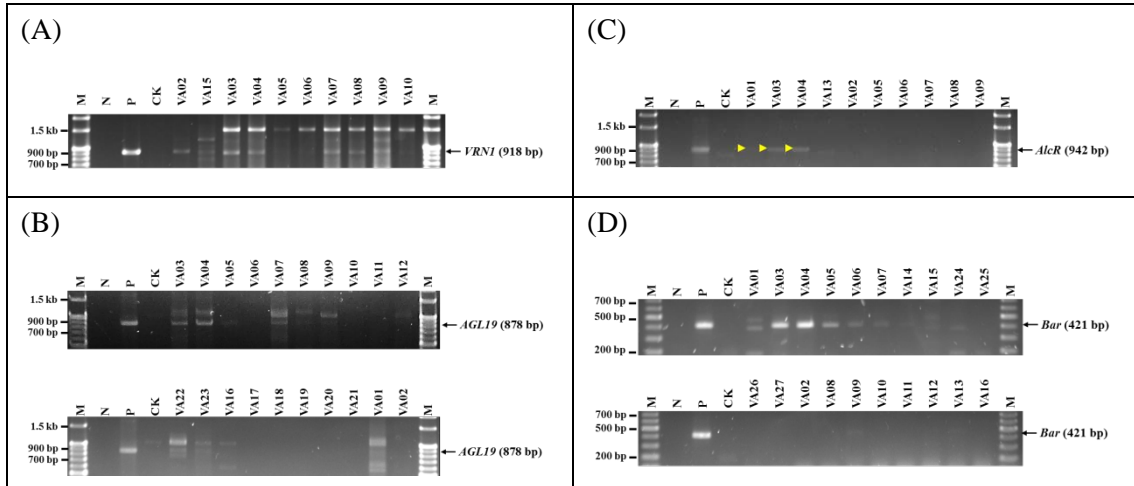 (A)
M N P CK VA02 VA15 VA03 VA04 VA05 VA06 VA07 VA08 VA09 VA10 M
1.5 kb
900 bp
700 bp
VRN1 (918 bp)
(B)
M N P CK VA03 VA04 VA05 VA06 VA07 VA08 VA09 VA10 VA11 VA12 M
1.5 kb
900 bp
700 bp
AGL19 (878 bp)
M N P CK VA22 VA23 VA16 VA17 VA18 VA19 VA20 VA21 VA01 VA02 M
1.5 kb
900 bp
700 bp
AGL19 (878 bp)
(C)
M N P CK VA01 VA03 VA04 VA13 VA02 VA05 VA06 VA07 VA08 VA09 M
1.5 kb
900 bp
700 bp
AlcR (942 bp)
(D)
M N P CK VA01 VA03 VA04 VA05 VA06 VA07 VA14 VA15 VA24 VA25 M
700 bp
500 bp
200 bp
Bar (421 bp)
M N P CK VA26 VA27 VA02 VA08 VA09 VA10 VA11 VA12 VA13 VA16 M
700 bp
500 bp
200 bp
Bar (421 bp)